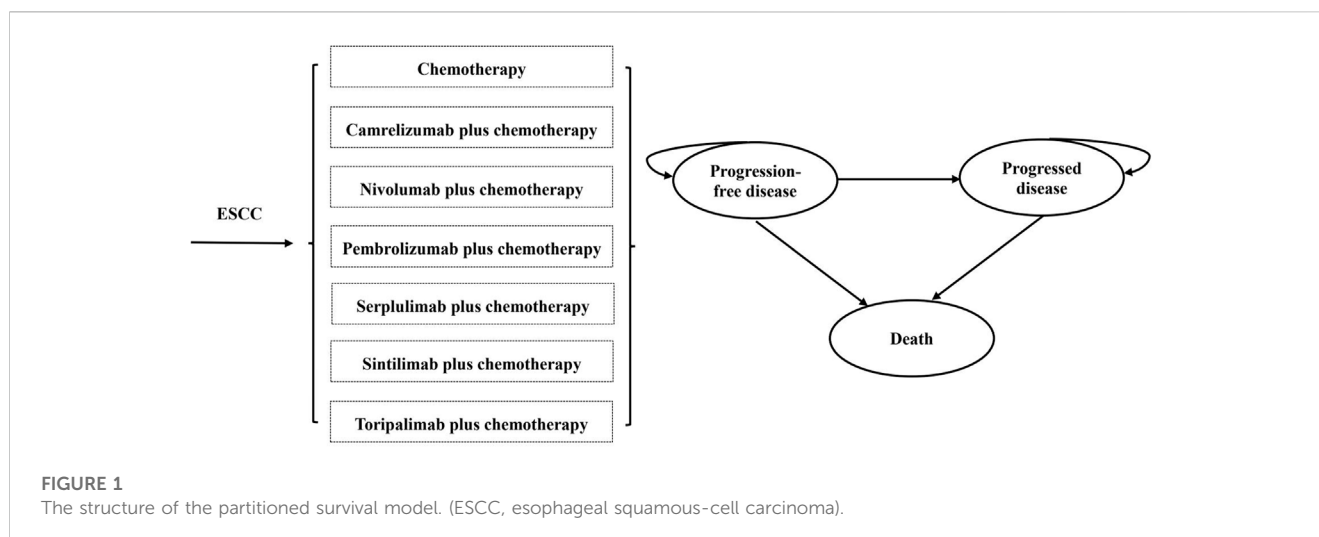 ESCC
Chemotherapy
Camrelizumab plus chemotherapy
Nivolumab plus chemotherapy
Pembrolizumab plus chemotherapy
Serplulimab plus chemotherapy
Sintilimab plus chemotherapy
Toripalimab plus chemotherapy
Progression-
free disease
Progressed
disease
Death
FIGURE 1
The structure of the partitioned survival model. (ESCC, esophageal squamous-cell carcinoma).